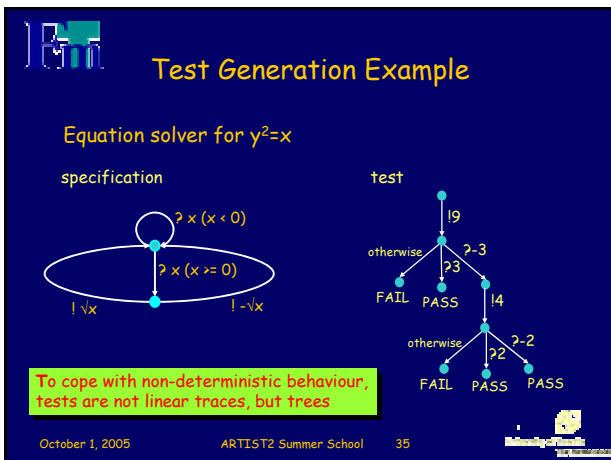 Fm
Test Generation Example
Equation solver for y²=x
specification
test
? x (x < 0)
? x (x >= 0)
! √x
! -√x
!9
otherwise
?3
?-3
FAIL
PASS
!4
otherwise
?2
?-2
FAIL
PASS
PASS
To cope with non-deterministic behaviour,
tests are not linear traces, but trees
October 1, 2005
ARTIST2 Summer School
35